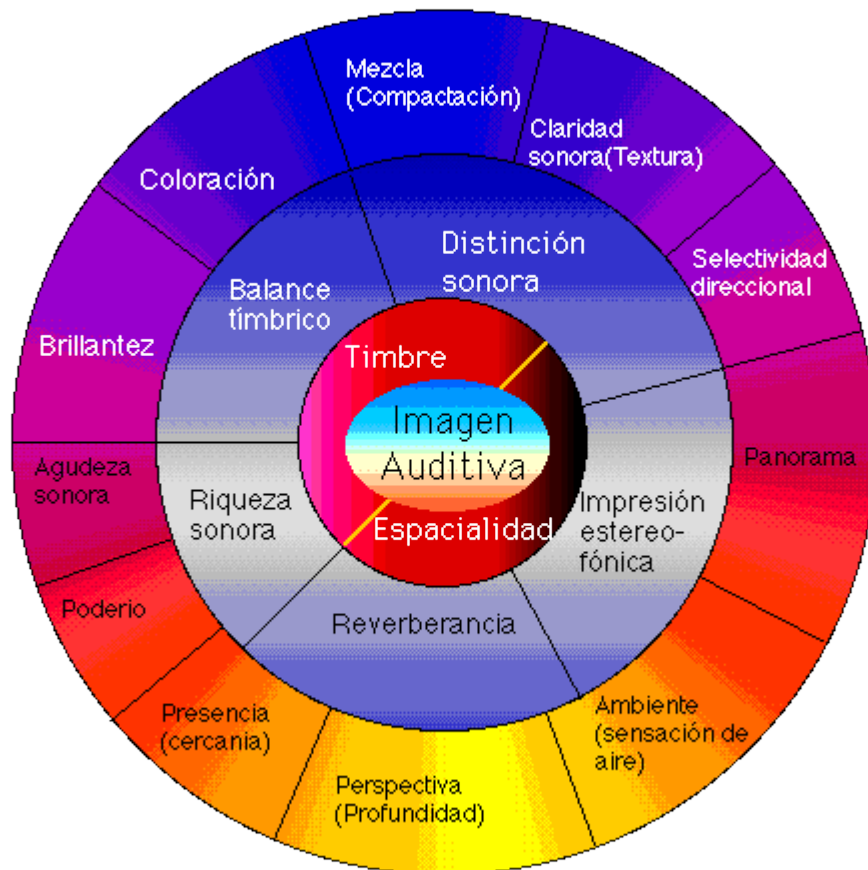 Mezcla
(Compactación)
Claridad
sonora(Textura)
Coloración
Distinción
sonora
Selectividad
direccional
Balance
tímbrico
Brillantez
Timbre
Imagen
Auditiva
Panorama
Agudeza
sonora
Riqueza
sonora
Impresión
estereo-
fónica
Espacialidad
Poderio
Reverberancia
Presencia
(cercania)
Ambiente
(sensación de
aire)
Perspectiva
(Profundidad)